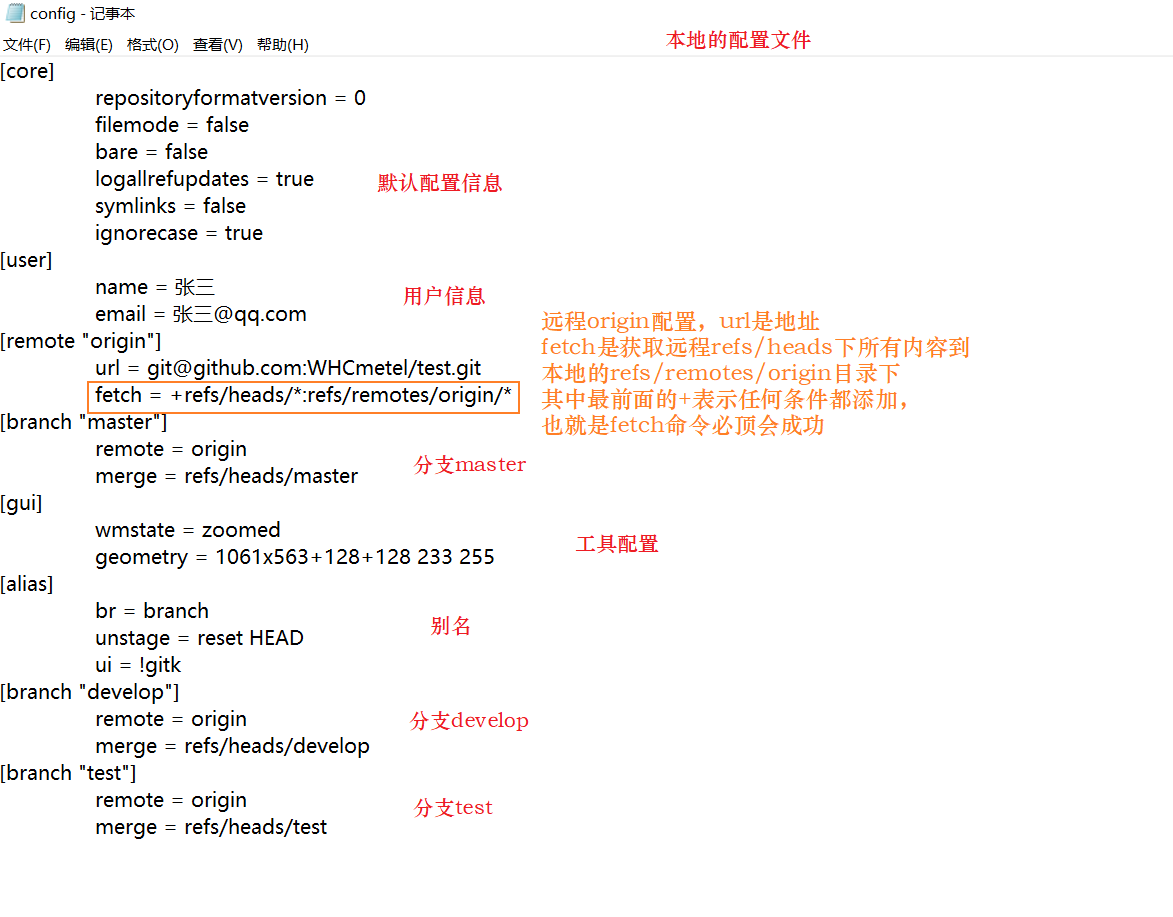 config - 记事本
文件(F) 编辑(E) 格式(O) 查看(V) 帮助(H)
本地的配置文件
[core]
repositoryformatversion = 0
filemode = false
bare = false
logallrefupdates = true
默认配置信息
symlinks = false
ignorecase = true
[user]
name = 张三
用户信息
email = 张三@qq.com
[remote "origin"]
url = git@github.com:WHCmetel/test.git
fetch = +refs/heads/*:refs/remotes/origin/*
远程origin配置，url是地址
fetch是获取远程refs/heads下所有内容到
本地的refs/remotes/origin目录下
其中最前面的+表示任何条件都添加，
也就是fetch命令必顶会成功
[branch "master"]
remote = origin
分支master
merge = refs/heads/master
[gui]
wmstate = zoomed
工具配置
geometry = 1061x563+128+128 233 255
[alias]
br = branch
别名
unstage = reset HEAD
ui = !gitk
[branch "develop"]
remote = origin
分支develop
merge = refs/heads/develop
[branch "test"]
remote = origin
分支test
merge = refs/heads/test